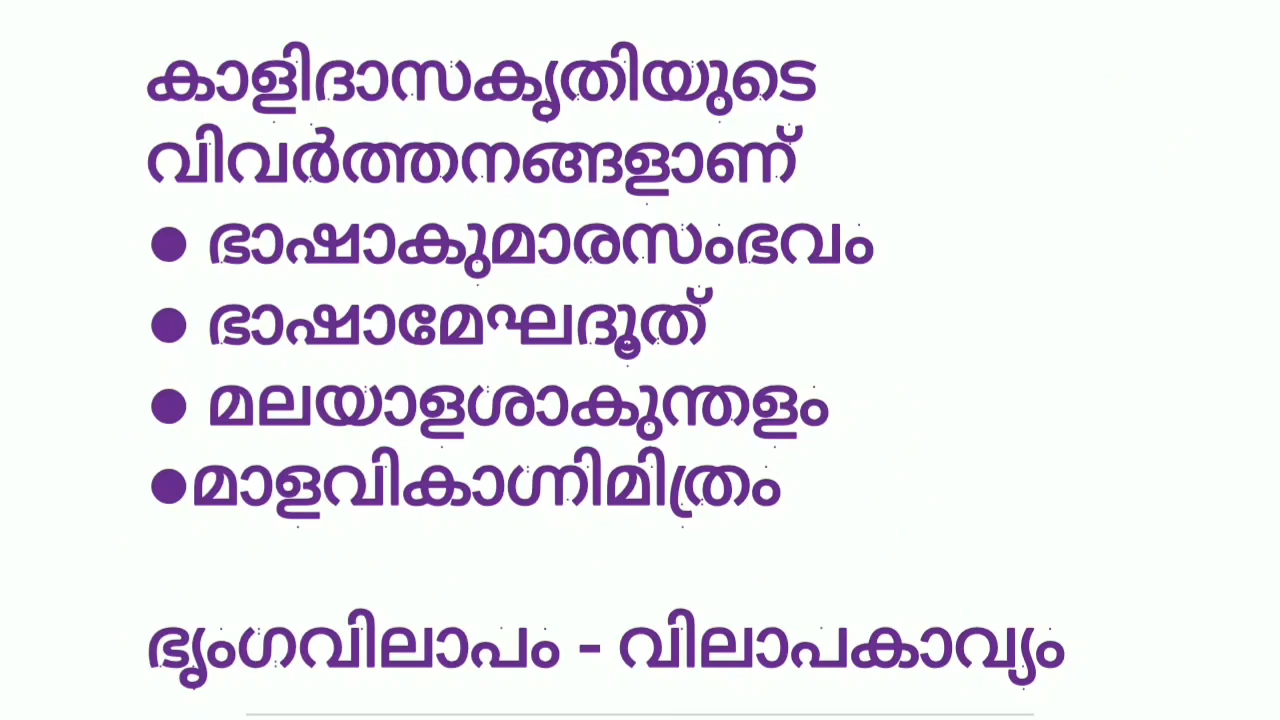 കാളിദാസകൃതിയുടെ
വിവർത്തനങ്ങളാണ്
● ഭാഷാകുമാരസംഭവം
● ഭാഷാമേഘദൂത്
● മലയാളശാകുന്തളം
●മാളവികാഗ്നിമിത്രം
ഭൃംഗവിലാപം - വിലാപകാവ്യം